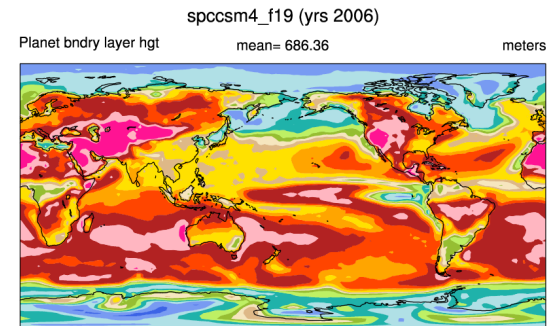 spccsm4_f19 (yrs 2006)
Planet bndry layer hgt mean= 686.36 meters